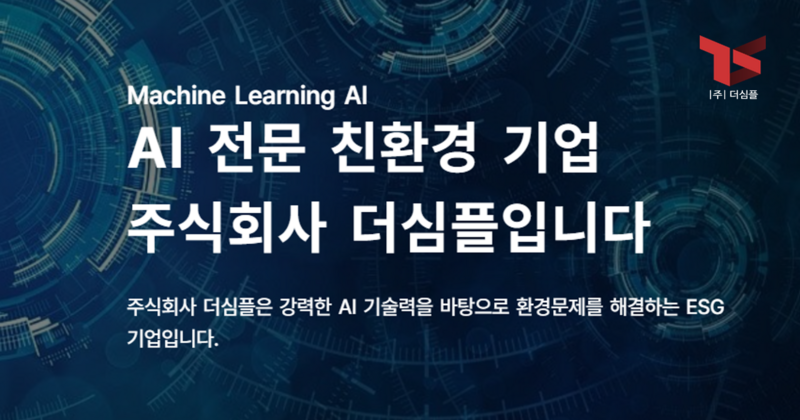 |주| 더심플
Machine Learning AI
AI 전문 친환경 기업
주식회사 더심플입니다
주식회사 더심플은 강력한 AI 기술력을 바탕으로 환경문제를 해결하는 ESG
기업입니다.